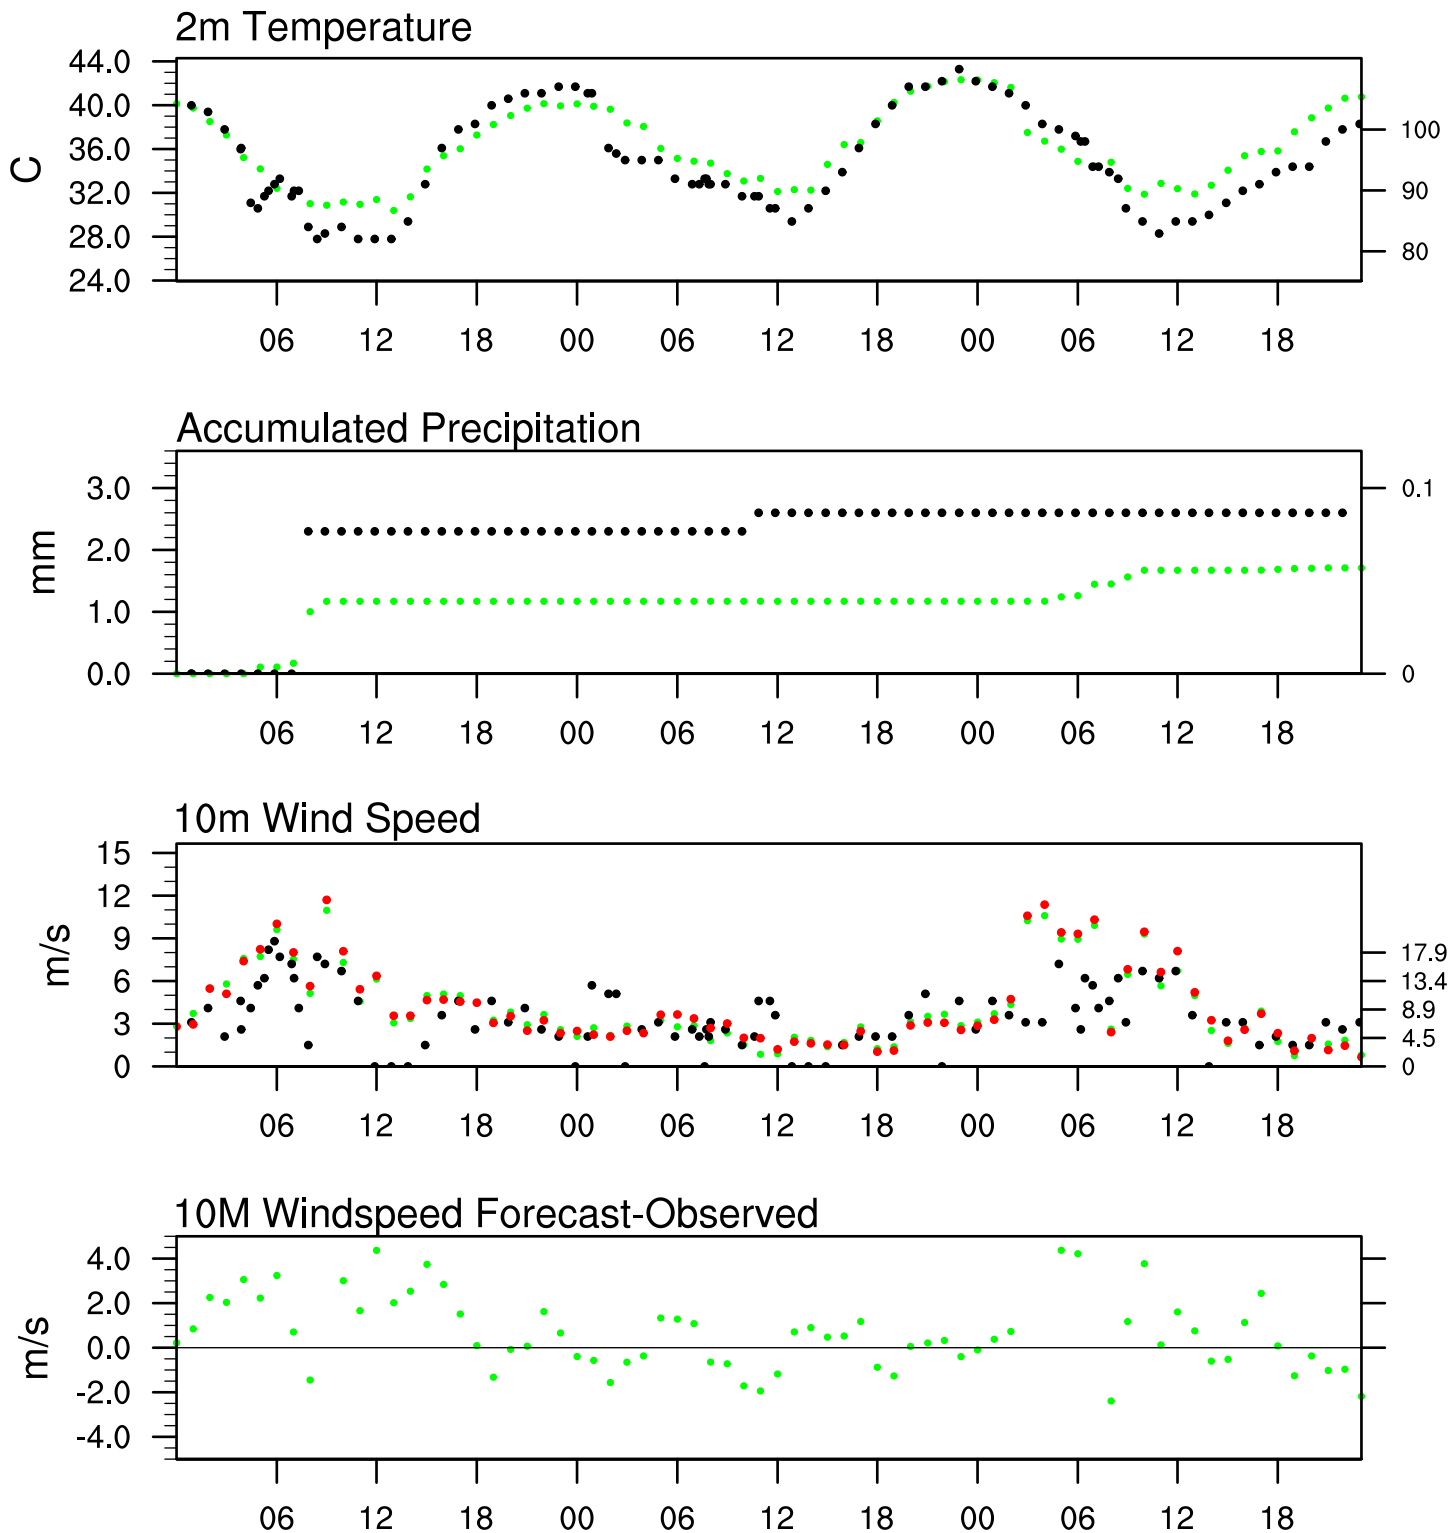 2m Temperature
44.0
40.0
36.0
32.0
28.0
24.0
C
100
90
80
06 12 18 00 06 12 18 00 06 12 18
Accumulated Precipitation
3.0
2.0
1.0
0.0
mm
0.1
0
06 12 18 00 06 12 18 00 06 12 18
10m Wind Speed
15
12
9
6
3
0
m/s
17.9
13.4
8.9
4.5
0
06 12 18 00 06 12 18 00 06 12 18
10M Windspeed Forecast-Observed
4.0
2.0
0.0
-2.0
-4.0
m/s
06 12 18 00 06 12 18 00 06 12 18